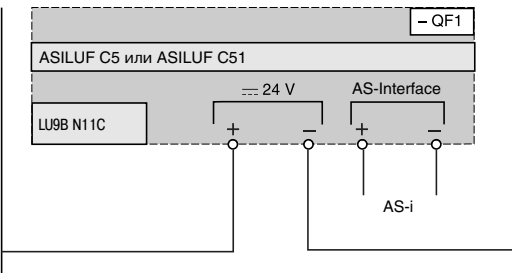 – QF1
ASILUF C5 или ASILUF C51
⎓ 24 V AS-Interface
LU9B N11C
+ – + –
AS-i